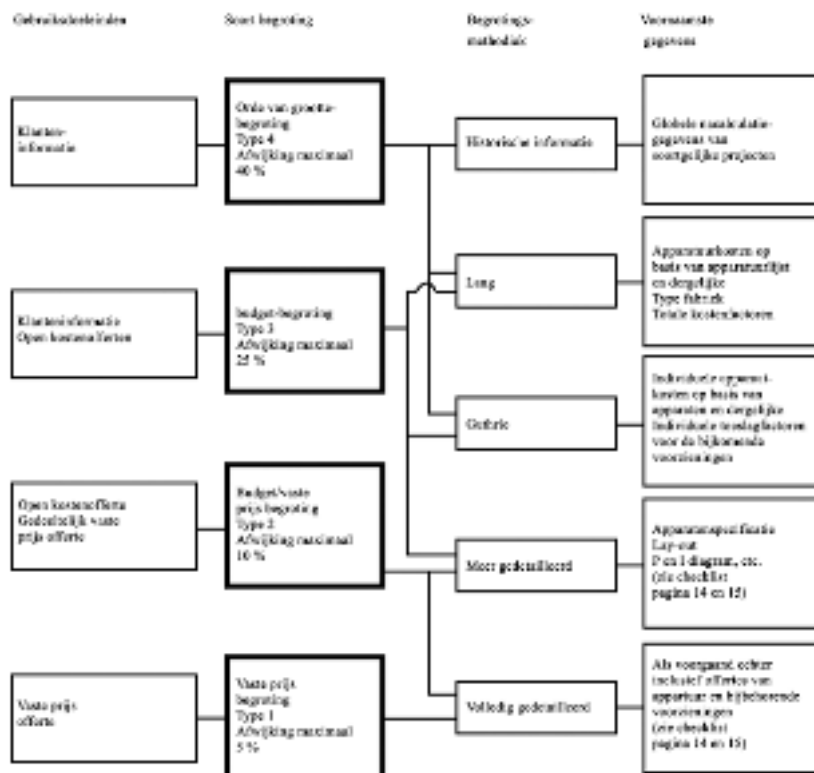 Gebruiksdoeleinden
Soort begroting
Begrotings-
methodiek
Voornaamste
gegevens
Klanten-
informatie
Orde van grootte-
begroting
Type 4
Afwijking maximaal
40 %
Historische informatie
Globale nacalculatie-
gegevens van
soortgelijke projecten
Klanteninformatie
Open kostenofferten
budget-begroting
Type 3
Afwijking maximaal
25 %
Lang
Apparatuurkosten op
basis van apparatenlijst
en dergelijke
Type fabriek
Totale kostenfactoren
Guthrie
Individuele apparaat-
kosten op basis van
apparaten en dergelijke
Individuele toeslagfactoren
voor de bijkomende
voorzieningen
Open kostenofferte
Gedeeltelijk vaste
prijs offerte
Budget/vaste
prijs begroting
Type 2
Afwijking maximaal
10 %
Meer gedetailleerd
Apparatenspecificatie
Lay-out
P en I diagram, etc.
(zie checklist
pagina 14 en 15)
Vaste prijs
offerte
Vaste prijs
begroting
Type 1
Afwijking maximaal
5 %
Volledig gedetailleerd
Als voorgaand echter
inclusief offertes van
apparatuur en bijbehorende
voorzieningen
(zie checklist
pagina 14 en 15)